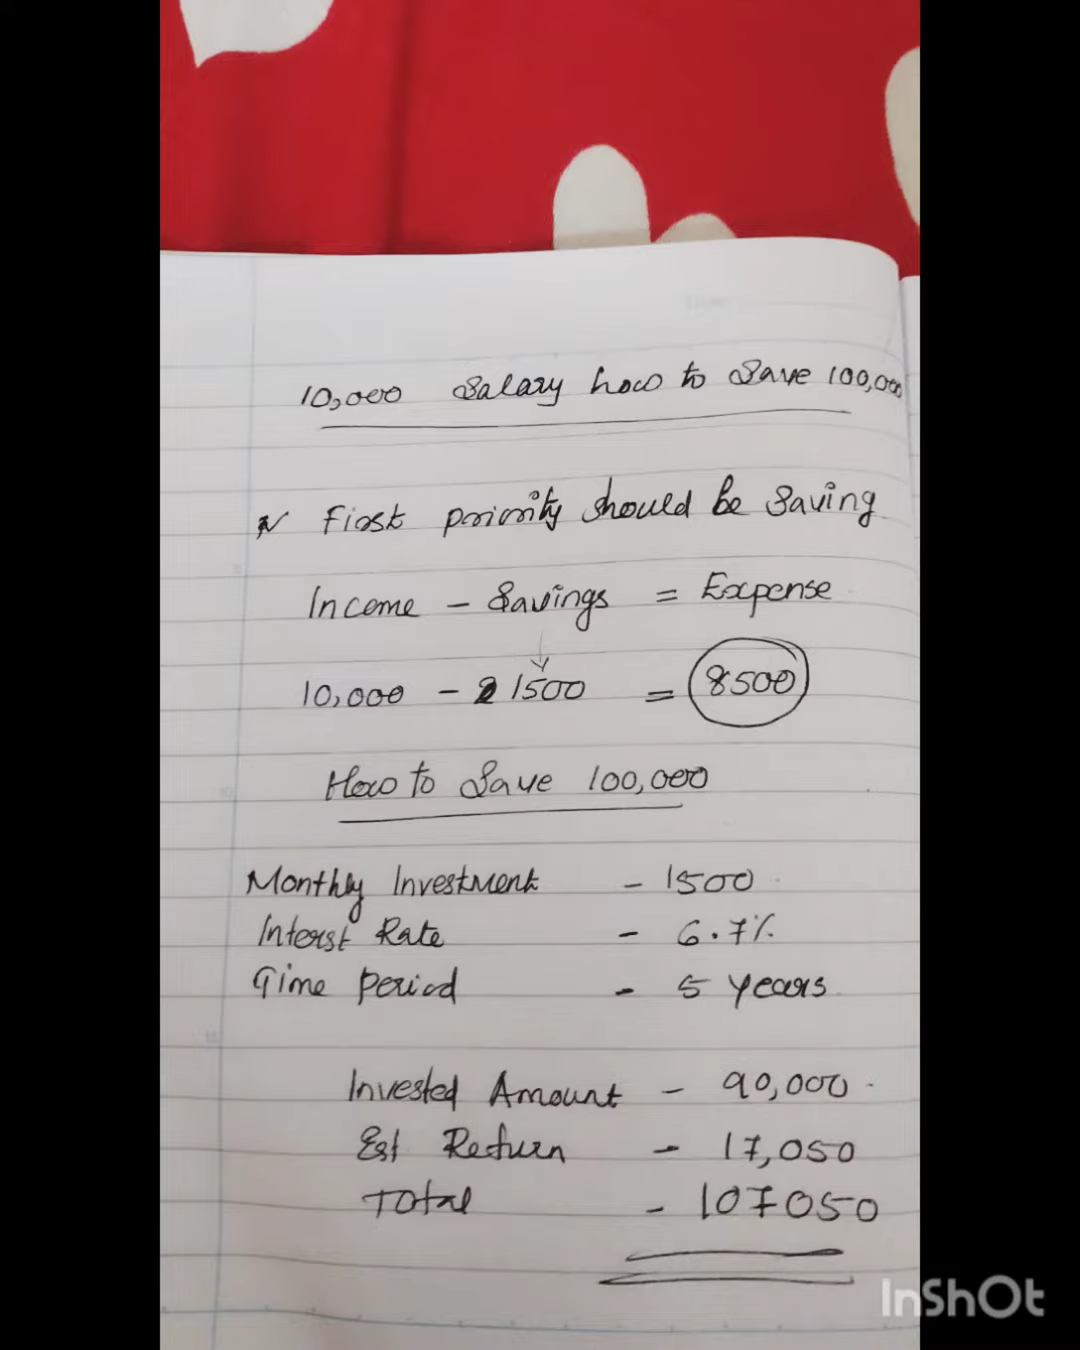 10,000 Salary how to Save 100,000
First priority should be Saving
Income - Savings = Expense
10,000 - 1500 = 8500
How to Save 100,000
Monthly Investment - 1500
Interst Rate - 6.7%
Time Period - 5 years
Invested Amount - 90,000
Est Return - 17,050
Total - 107050
InShOt